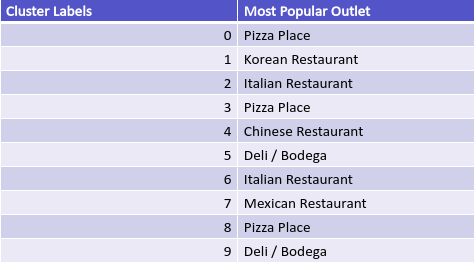 Cluster Labels Most Popular Outlet
0 Pizza Place
1 Korean Restaurant
2 Italian Restaurant
3 Pizza Place
4 Chinese Restaurant
5 Deli / Bodega
6 Italian Restaurant
7 Mexican Restaurant
8 Pizza Place
9 Deli / Bodega